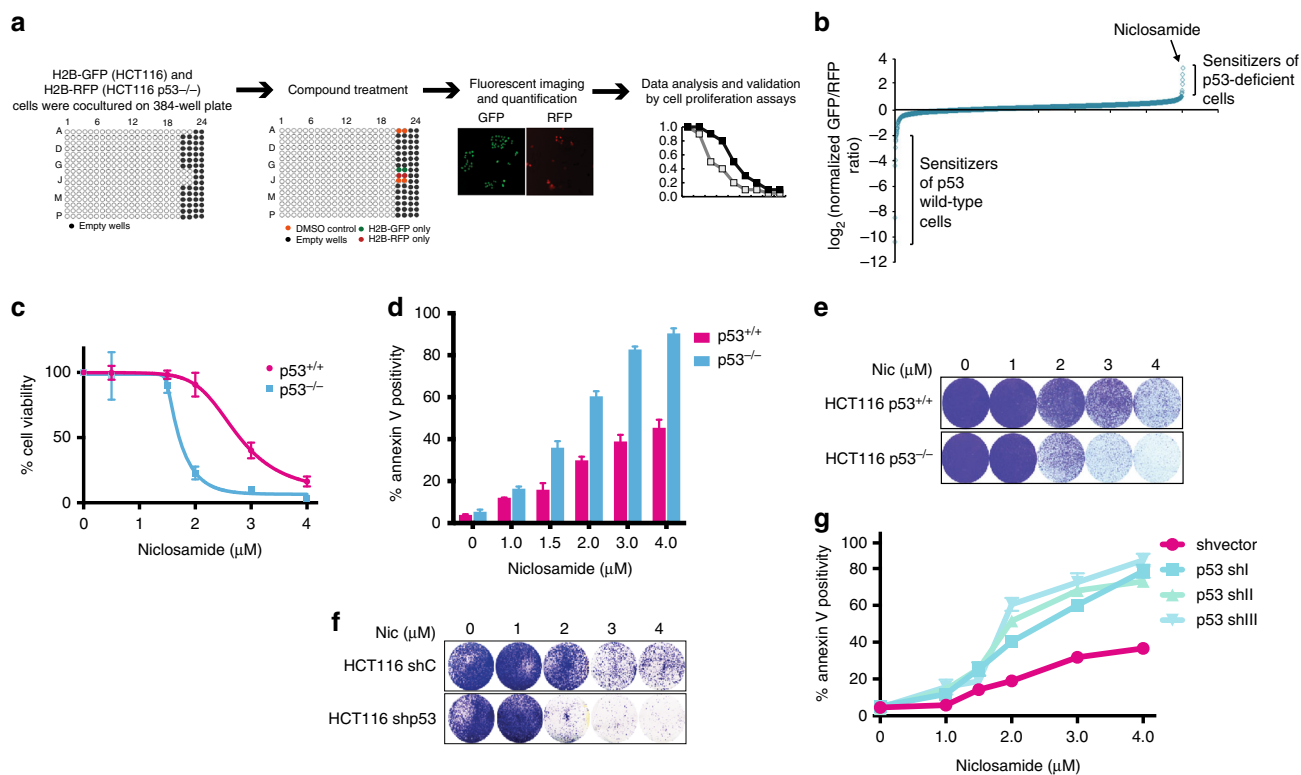 a
H2B-GFP (HCT116) and
H2B-RFP (HCT116 p53–/–)
cells were cocultured on 384-well plate
1 6 12 18 24
A
D
G
J
M
P
Empty wells
Compound treatment
1 6 12 18 24
A
D
G
J
M
P
DMSO control H2B-GFP only
Empty wells H2B-RFP only
Fluorescent imaging
and quantification
GFP RFP
Data analysis and validation
by cell proliferation assays
1.0
0.8
0.6
0.4
0.2
0.0
b
Niclosamide
Sensitizers of
p53-deficient
cells
Sensitizers
of p53
wild-type
cells
log2 (normalized GFP/RFP
ratio)
4
2
0
–2
–4
–6
–8
–10
–12
1 1 1 1 1
c
% cell viability
100
50
0
p53+/+
p53–/–
0 1 2 3 4
Niclosamide (μM)
d
% annexin V positivity
100
80
60
40
20
0
p53+/+
p53–/–
0 1.0 1.5 2.0 3.0 4.0
Niclosamide (μM)
e
Nic (μM) 0 1 2 3 4
HCT116 p53+/+
HCT116 p53–/–
f
Nic (μM) 0 1 2 3 4
HCT116 shC
HCT116 shp53
g
% annexin V positivity
100
80
60
40
20
0
shvector
p53 shI
p53 shII
p53 shIII
0 1.0 2.0 3.0 4.0
Niclosamide (μM)